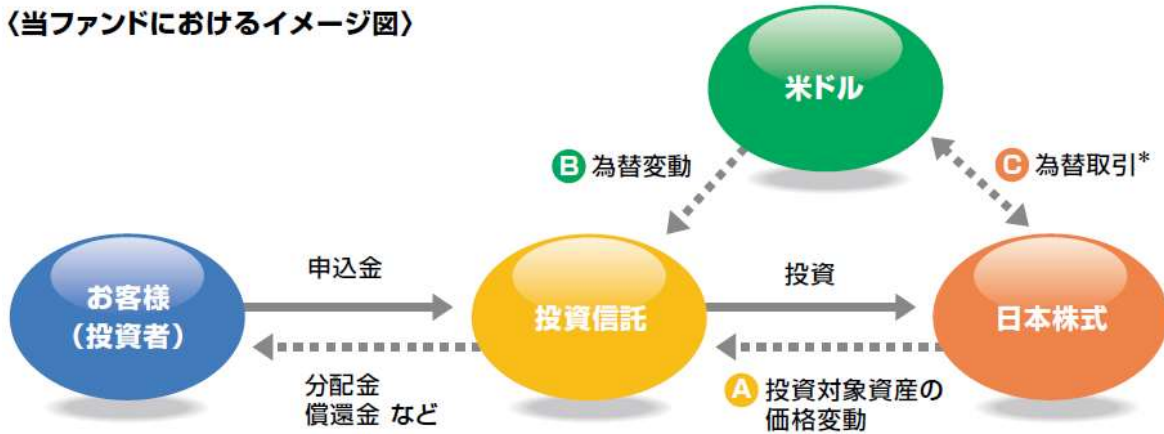 〈当ファンドにおけるイメージ図〉
米ドル
B 為替変動
C 為替取引*
お客様
(投資者)
申込金
投資信託
投資
日本株式
分配金
償還金 など
A 投資対象資産の
価格変動